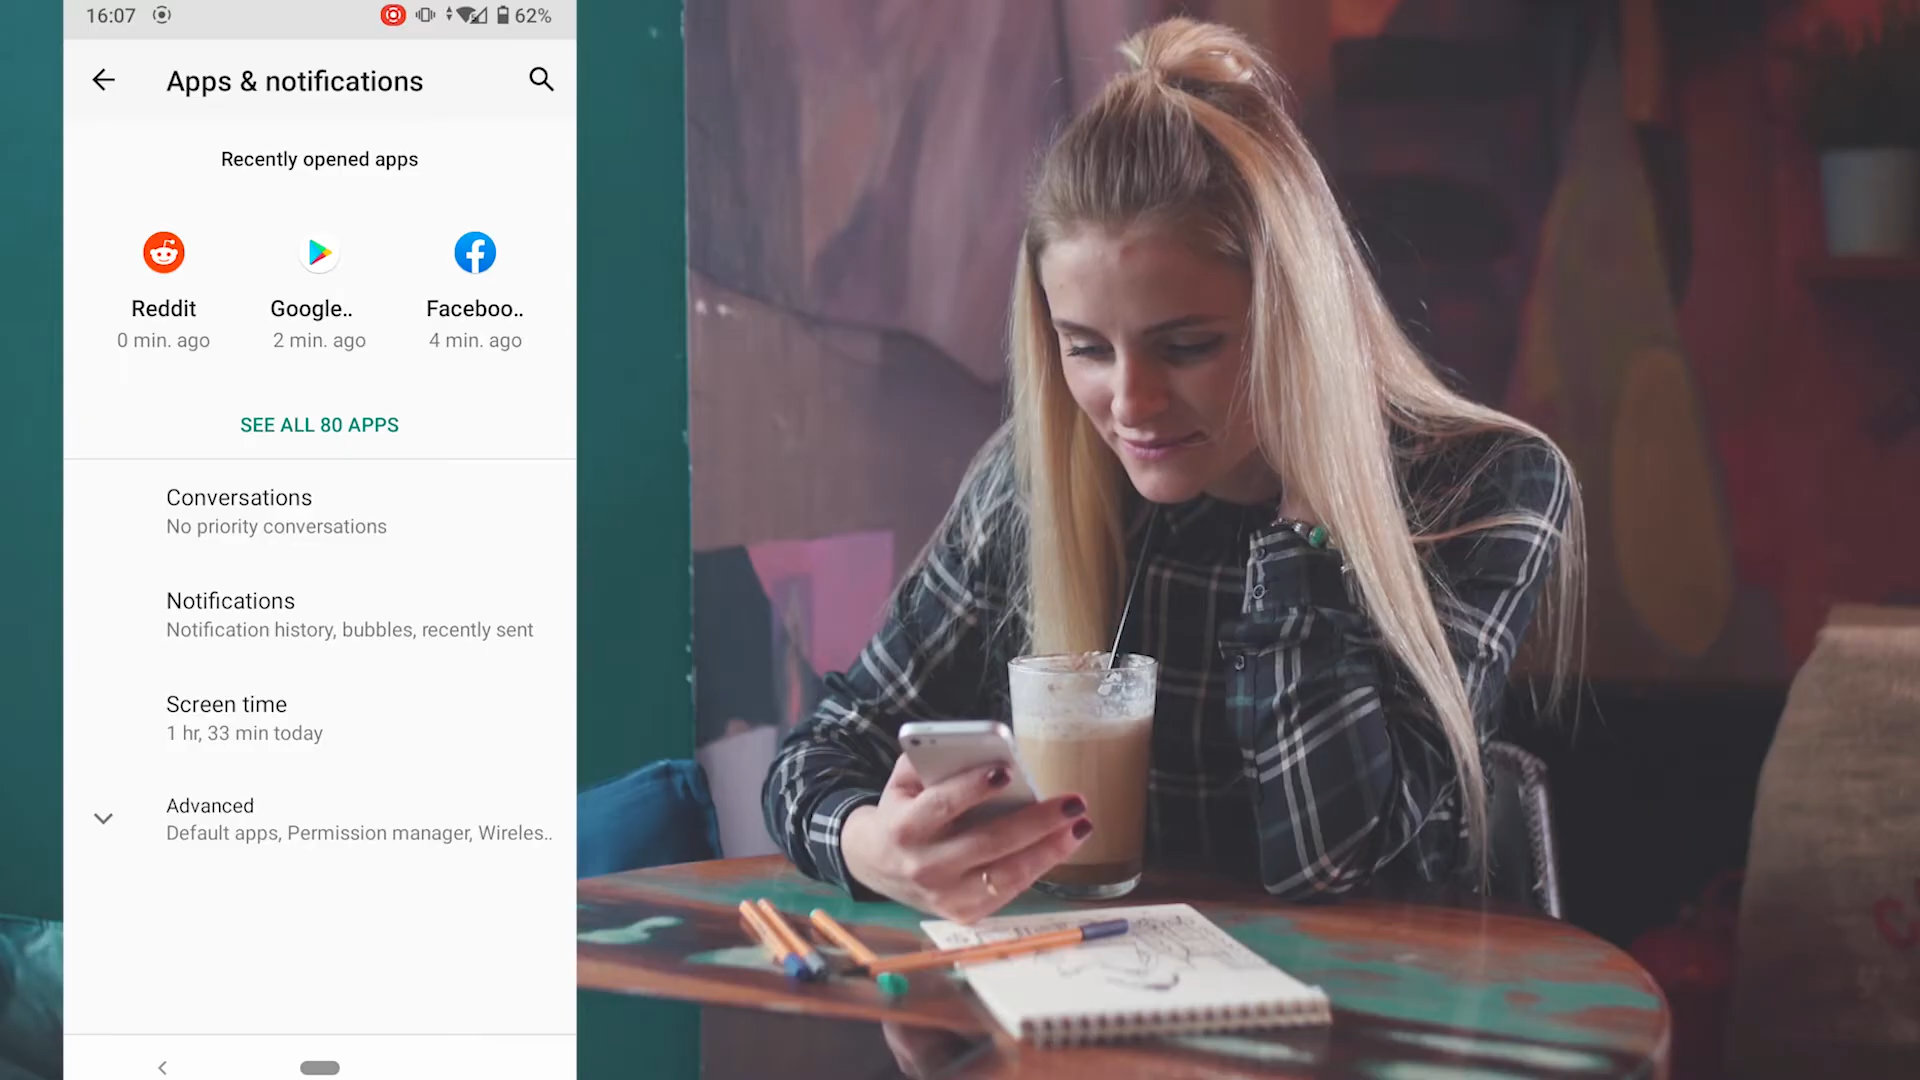 16:07
62%
Apps & notifications
Recently opened apps
Reddit
Google..
Faceboo..
0 min. ago
2 min. ago
4 min. ago
SEE ALL 80 APPS
Conversations
No priority conversations
Notifications
Notification history, bubbles, recently sent
Screen time
1 hr, 33 min today
Advanced
Default apps, Permission manager, Wireles..